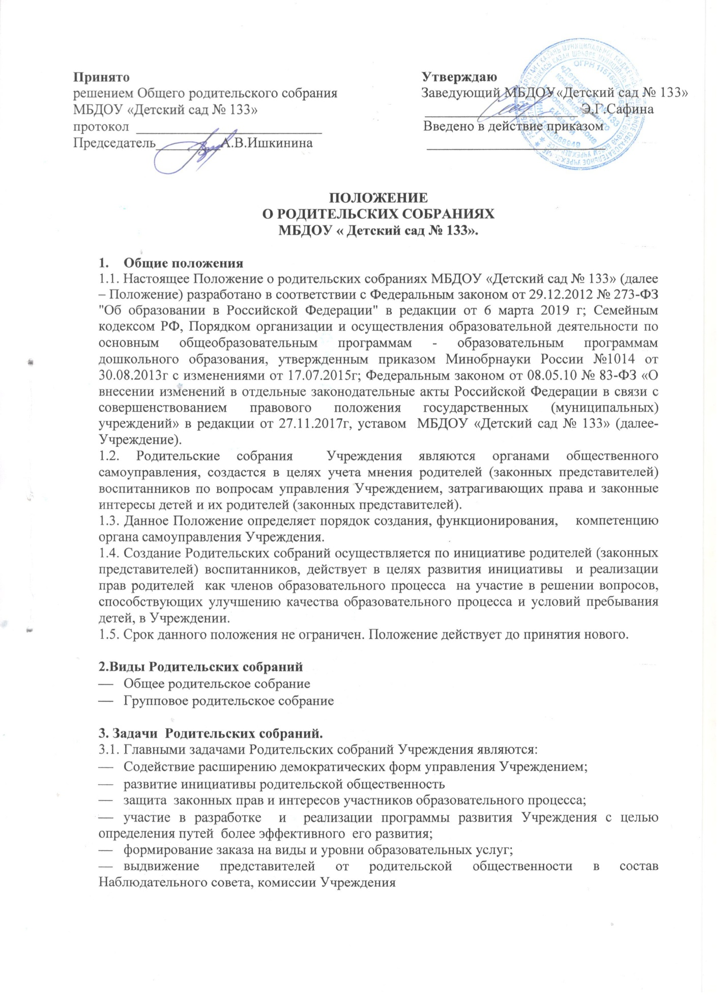 Принято
решением Общего родительского собрания
МБДОУ «Детский сад № 133»
протокол
Председатель А.В.Ишкинина
Утверждаю
Заведующий МБДОУ «Детский сад № 133»
Э.Г.Сафина
Введено в действие приказом
ПОЛОЖЕНИЕ
О РОДИТЕЛЬСКИХ СОБРАНИЯХ
МБДОУ « Детский сад № 133».
1. Общие положения
1.1. Настоящее Положение о родительских собраниях МБДОУ «Детский сад № 133» (далее
– Положение) разработано в соответствии с Федеральным законом от 29.12.2012 № 273-ФЗ
"Об образовании в Российской Федерации" в редакции от 6 марта 2019 г; Семейным
кодексом РФ, Порядком организации и осуществления образовательной деятельности по
основным общеобразовательным программам - образовательным программам
дошкольного образования, утвержденным приказом Минобрнауки России №1014 от
30.08.2013г с изменениями от 17.07.2015г; Федеральным законом от 08.05.10 № 83-ФЗ «О
внесении изменений в отдельные законодательные акты Российской Федерации в связи с
совершенствованием правового положения государственных (муниципальных)
учреждений» в редакции от 27.11.2017г, уставом МБДОУ «Детский сад № 133» (далее-
Учреждение).
1.2. Родительские собрания Учреждения являются органами общественного
самоуправления, создастся в целях учета мнения родителей (законных представителей)
воспитанников по вопросам управления Учреждением, затрагивающих права и законные
интересы детей и их родителей (законных представителей).
1.3. Данное Положение определяет порядок создания, функционирования, компетенцию
органа самоуправления Учреждения.
1.4. Создание Родительских собраний осуществляется по инициативе родителей (законных
представителей) воспитанников, действует в целях развития инициативы и реализации
прав родителей как членов образовательного процесса на участие в решении вопросов,
способствующих улучшению качества образовательного процесса и условий пребывания
детей, в Учреждении.
1.5. Срок данного положения не ограничен. Положение действует до принятия нового.
2.Виды Родительских собраний
— Общее родительское собрание
— Групповое родительское собрание
3. Задачи Родительских собраний.
3.1. Главными задачами Родительских собраний Учреждения являются:
— Содействие расширению демократических форм управления Учреждением;
— развитие инициативы родительской общественность
— защита законных прав и интересов участников образовательного процесса;
— участие в разработке и реализации программы развития Учреждения с целью
определения путей более эффективного его развития;
— формирование заказа на виды и уровни образовательных услуг;
— выдвижение представителей от родительской общественности в состав
Наблюдательного совета, комиссии Учреждения